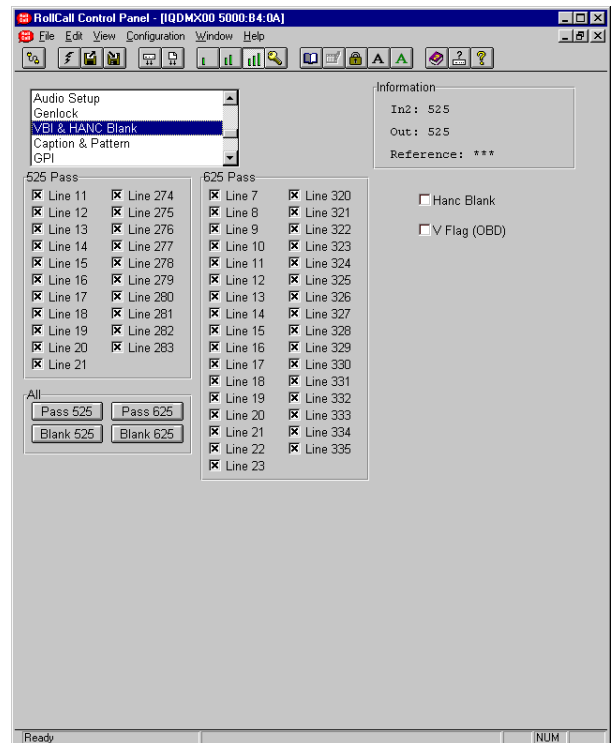 RollCall Control Panel - [IQDMX00 5000:B4:0A]
File Edit View Configuration Window Help
A A
Audio Setup
Genlock
VBI & HANC Blank
Caption & Pattern
GPI
Information
In2: 525
Out: 525
Reference: ***
525 Pass
Line 11 Line 274
Line 12 Line 275
Line 13 Line 276
Line 14 Line 277
Line 15 Line 278
Line 16 Line 279
Line 17 Line 280
Line 18 Line 281
Line 19 Line 282
Line 20 Line 283
Line 21
All
Pass 525 Pass 625
Blank 525 Blank 625
625 Pass
Line 7 Line 320
Line 8 Line 321
Line 9 Line 322
Line 10 Line 323
Line 11 Line 324
Line 12 Line 325
Line 13 Line 326
Line 14 Line 327
Line 15 Line 328
Line 16 Line 329
Line 17 Line 330
Line 18 Line 331
Line 19 Line 332
Line 20 Line 333
Line 21 Line 334
Line 22 Line 335
Line 23
Hanc Blank
V Flag (OBD)
Ready
NUM